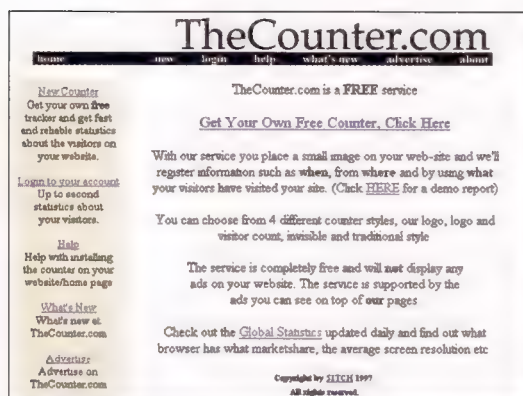 TheCounter.com
home new login help what's new advertise about
New Counter
Get your own free
tracker and get fast
and reliable statistics
about the visitors on
your website.
Login to your account
Up to second
statistics about
your visitors.
Help
Help with installing
the counter on your
website/home page
What's New
What's new at
TheCounter.com
Advertise
Advertise on
TheCounter.com
TheCounter.com is a FREE service
Get Your Own Free Counter, Click Here
With our service you place a small image on your web-site and we'll
register information such as when, from where and by using what
your visitors have visited your site. (Click HERE for a demo report)
You can choose from 4 different counter styles, our logo, logo and
visitor count, invisible and traditional style
The service is completely free and will not display any
ads on your website. The service is supported by the
ads you can see on top of our pages
Check out the Global Statistics updated daily and find out what
browser has what marketshare, the average screen resolution etc
Copyright by SITCH 1997
All rights reserved.